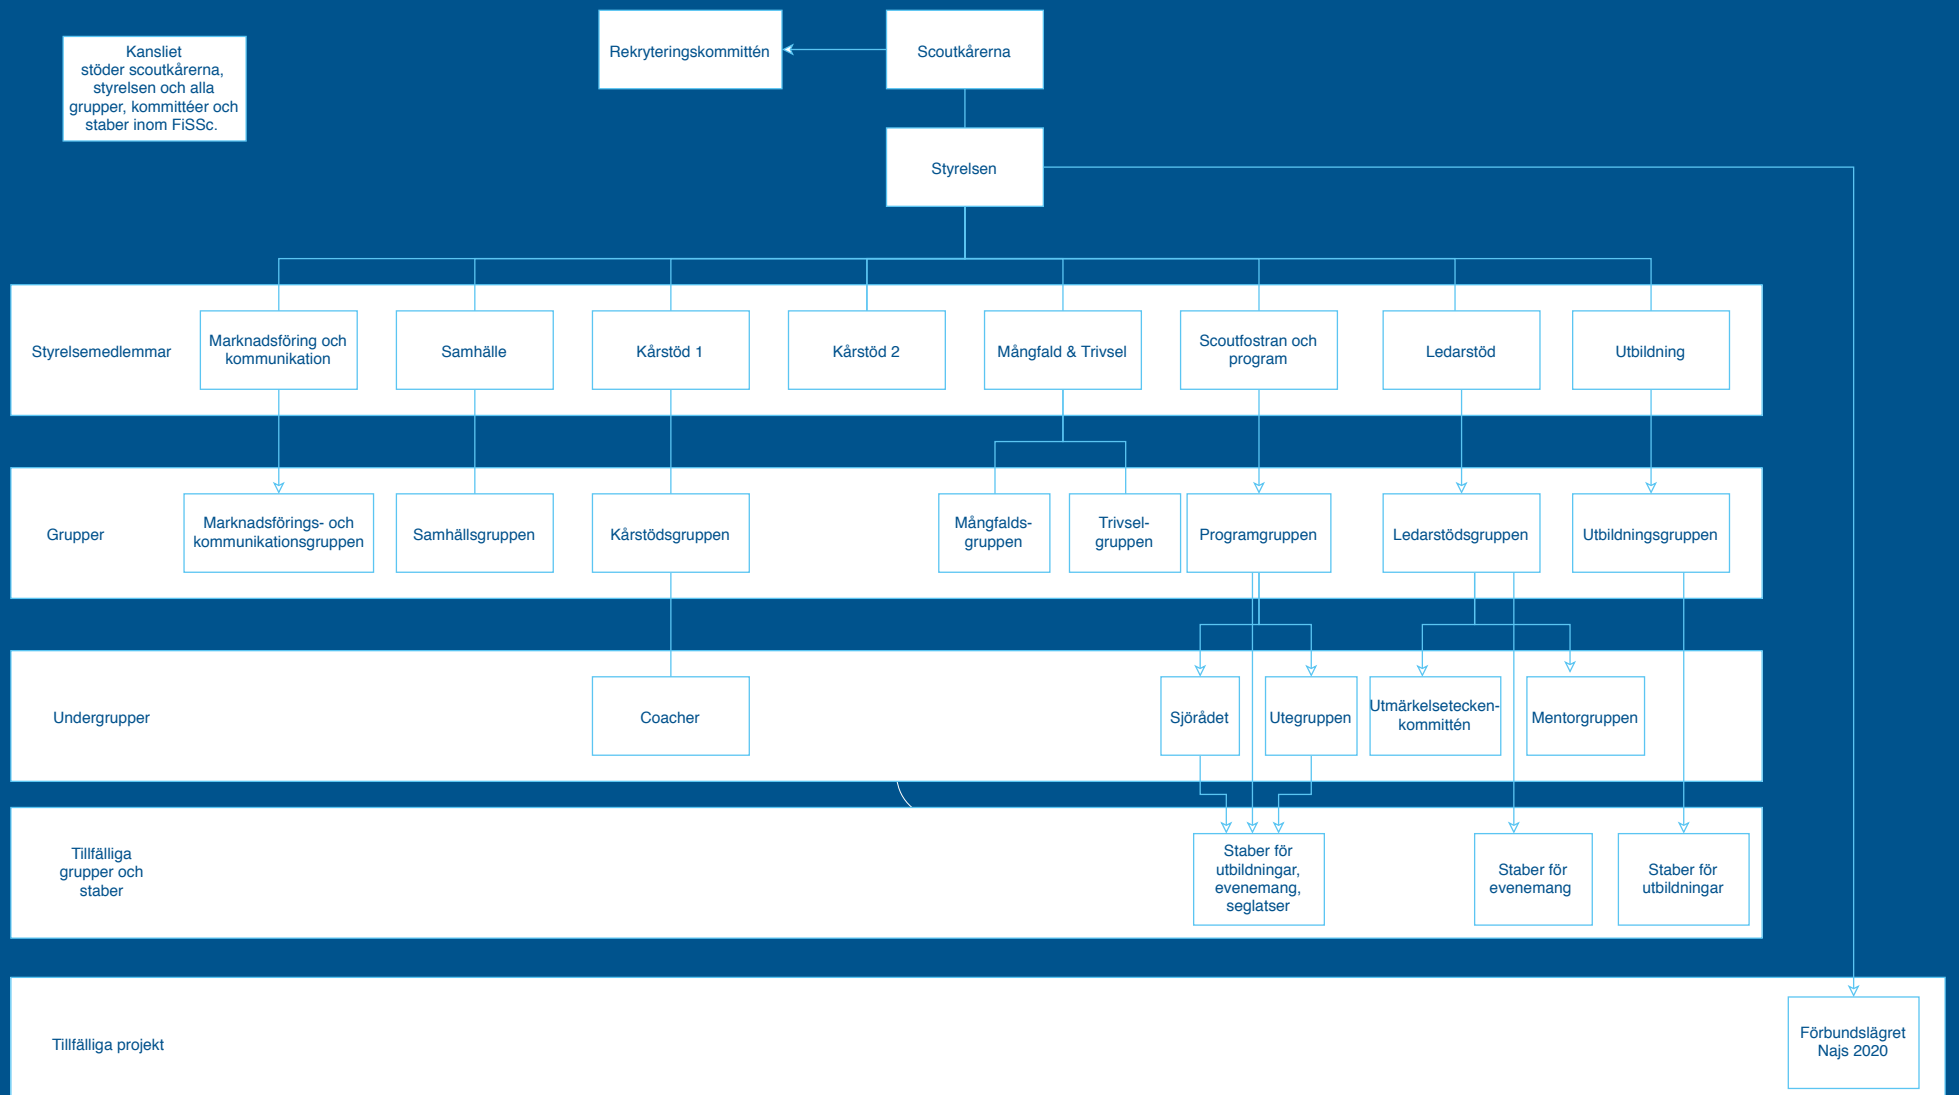 Kansliet
stöder scoutkårerna,
styrelsen och alla
grupper, kommittéer och
staber inom FiSSc.
Rekryteringskommittén
Scoutkårerna
Styrelsen
Styrelsemedlemmar
Marknadsföring och
kommunikation
Samhälle
Kårstöd 1
Kårstöd 2
Mångfald & Trivsel
Scoutfostran och
program
Ledarstöd
Utbildning
Grupper
Marknadsförings- och
kommunikationsgruppen
Samhällsgruppen
Kårstödsgruppen
Mångfalds-
gruppen
Trivsel-
gruppen
Programgruppen
Ledarstödsgruppen
Utbildningsgruppen
Undergrupper
Coacher
Sjörådet
Utegruppen
Utmärkelsetecken-
kommittén
Mentorgruppen
Tillfälliga
grupper och
staber
Staber för
utbildningar,
evenemang,
seglatser
Staber för
evenemang
Staber för
utbildningar
Tillfälliga projekt
Förbundslägret
Najs 2020